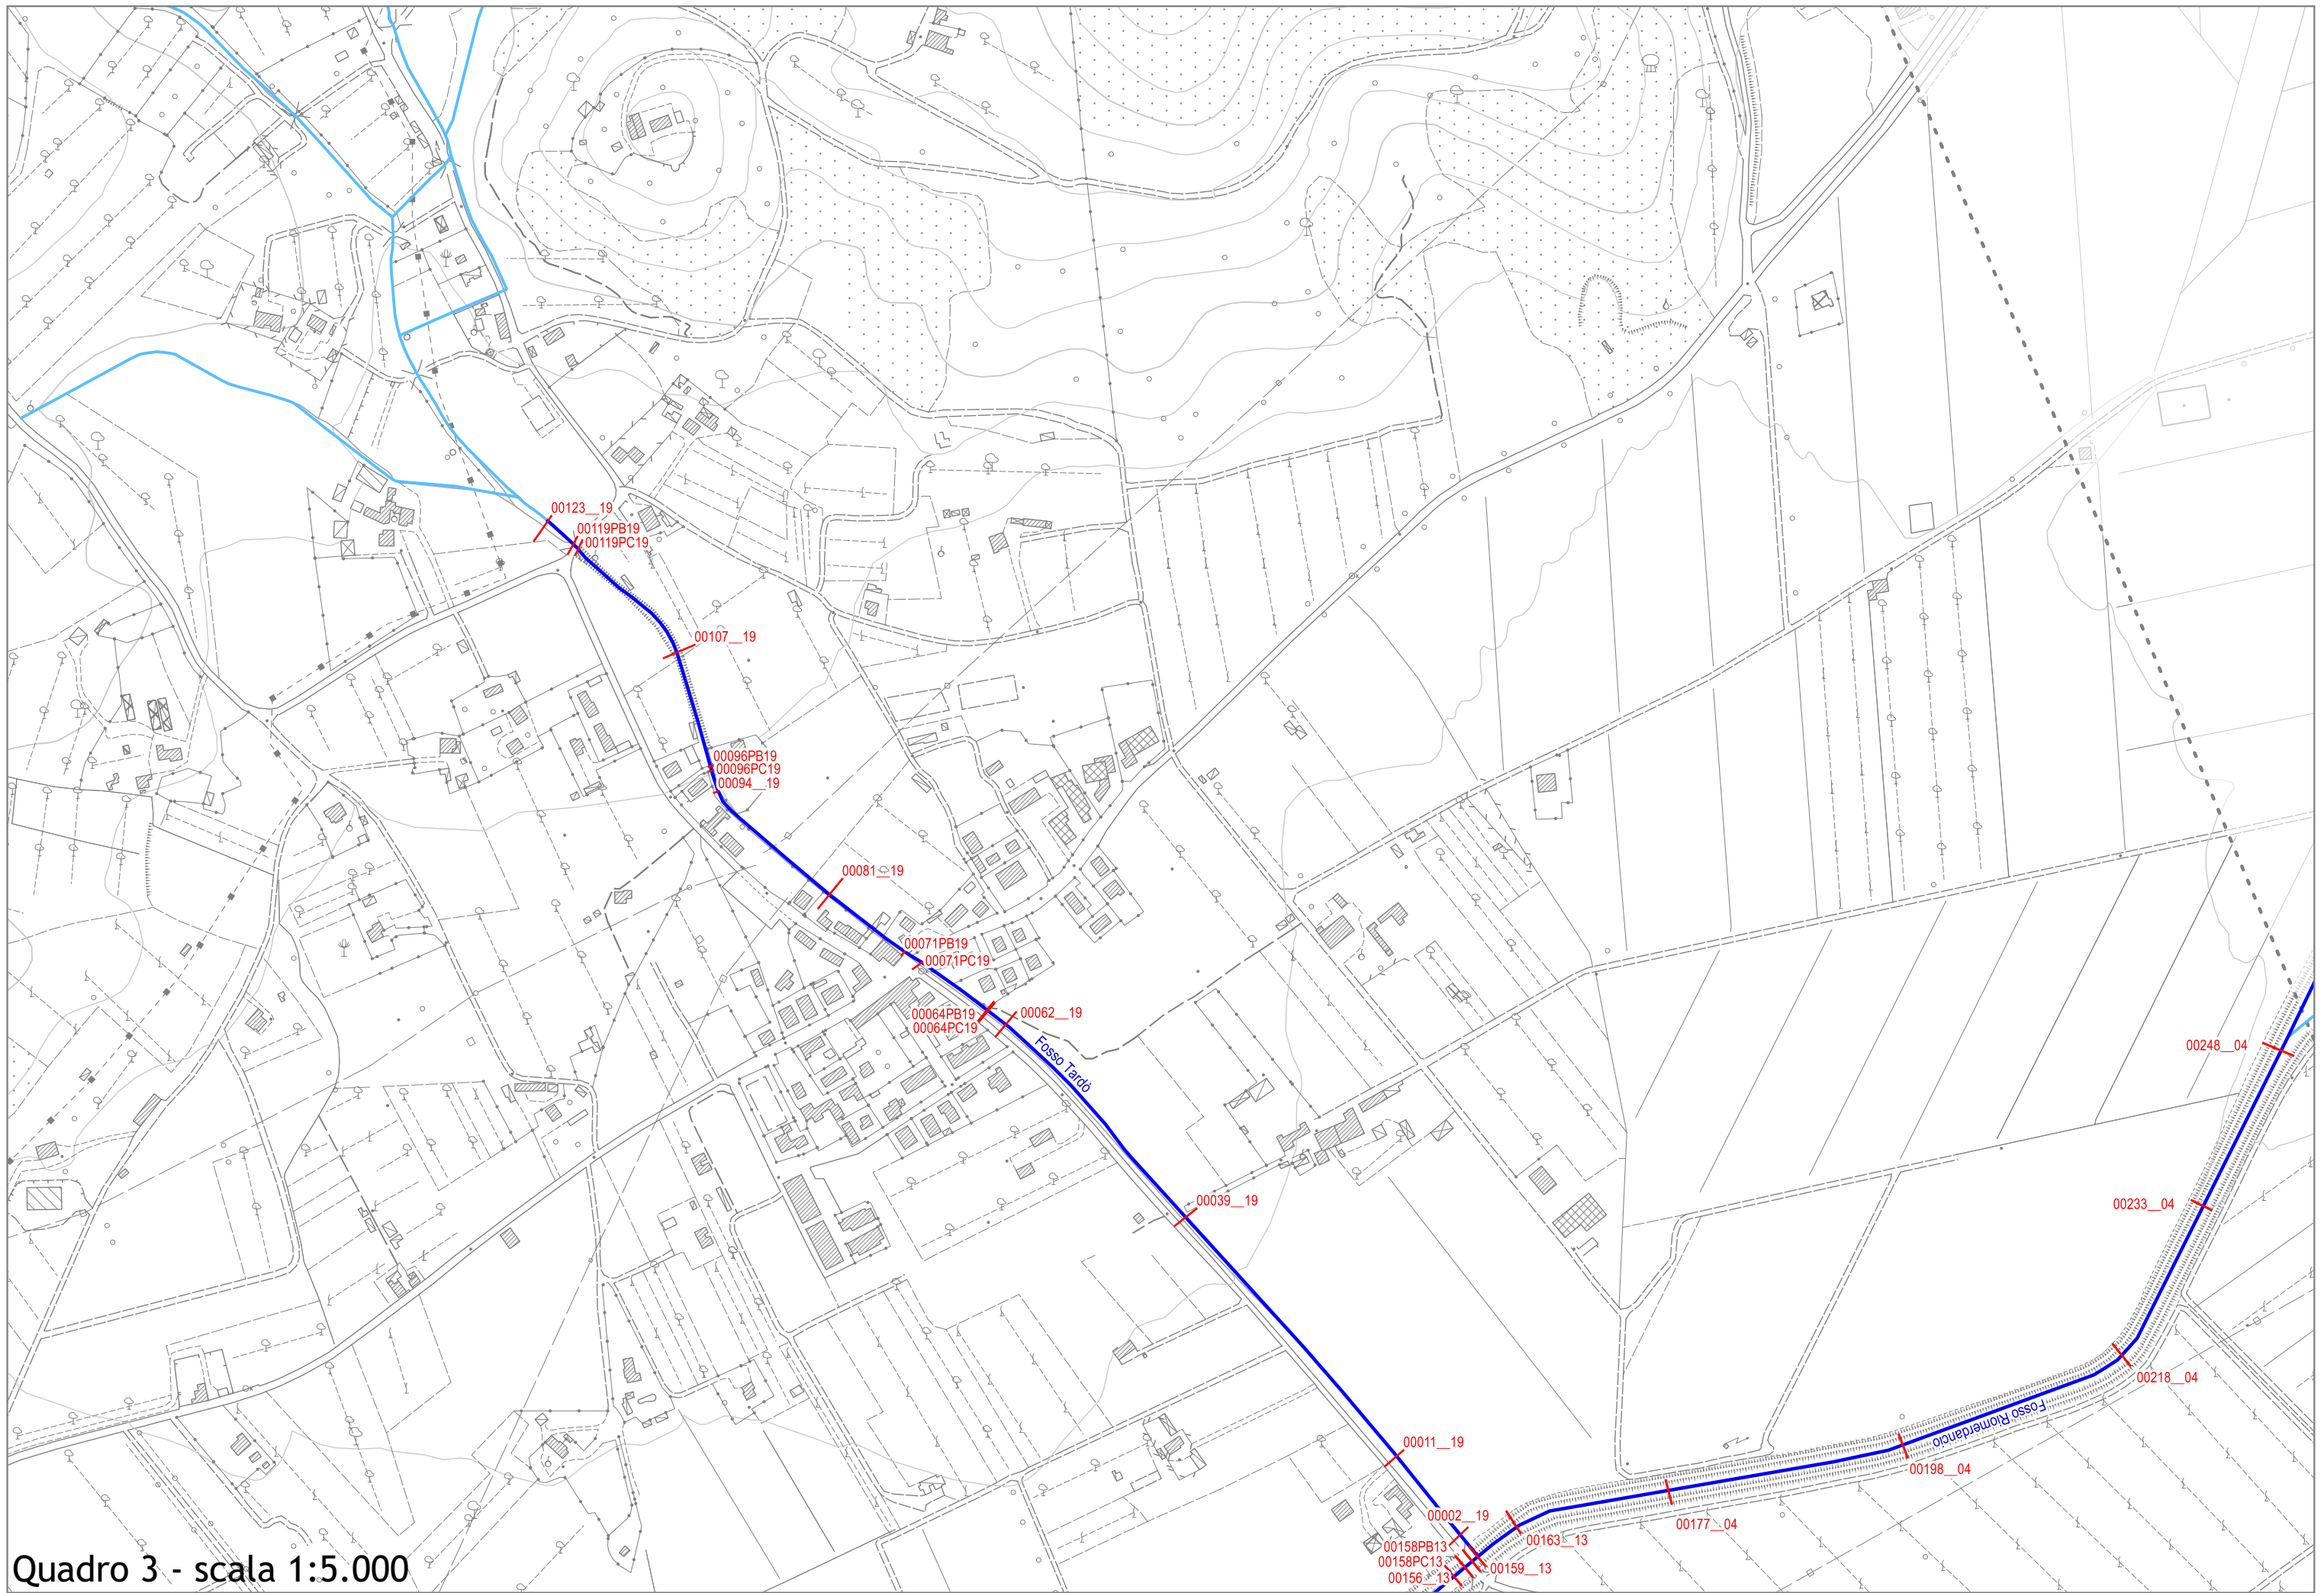 00123__19
00119PB19
00119PC19
00107__19
00096PB19
00096PC19
00094__19
00081__19
00071PB19
00071PC19
00064PB19
00064PC19
00062__19
Fosso Tardò
00248__04
00233__04
00039__19
00218__04
Fosso Riomerdancio
00011__19
00198__04
00177__04
00002__19
00163__13
00158PB13
00158PC13
00159__13
00156__13
Quadro 3 - scala 1:5.000